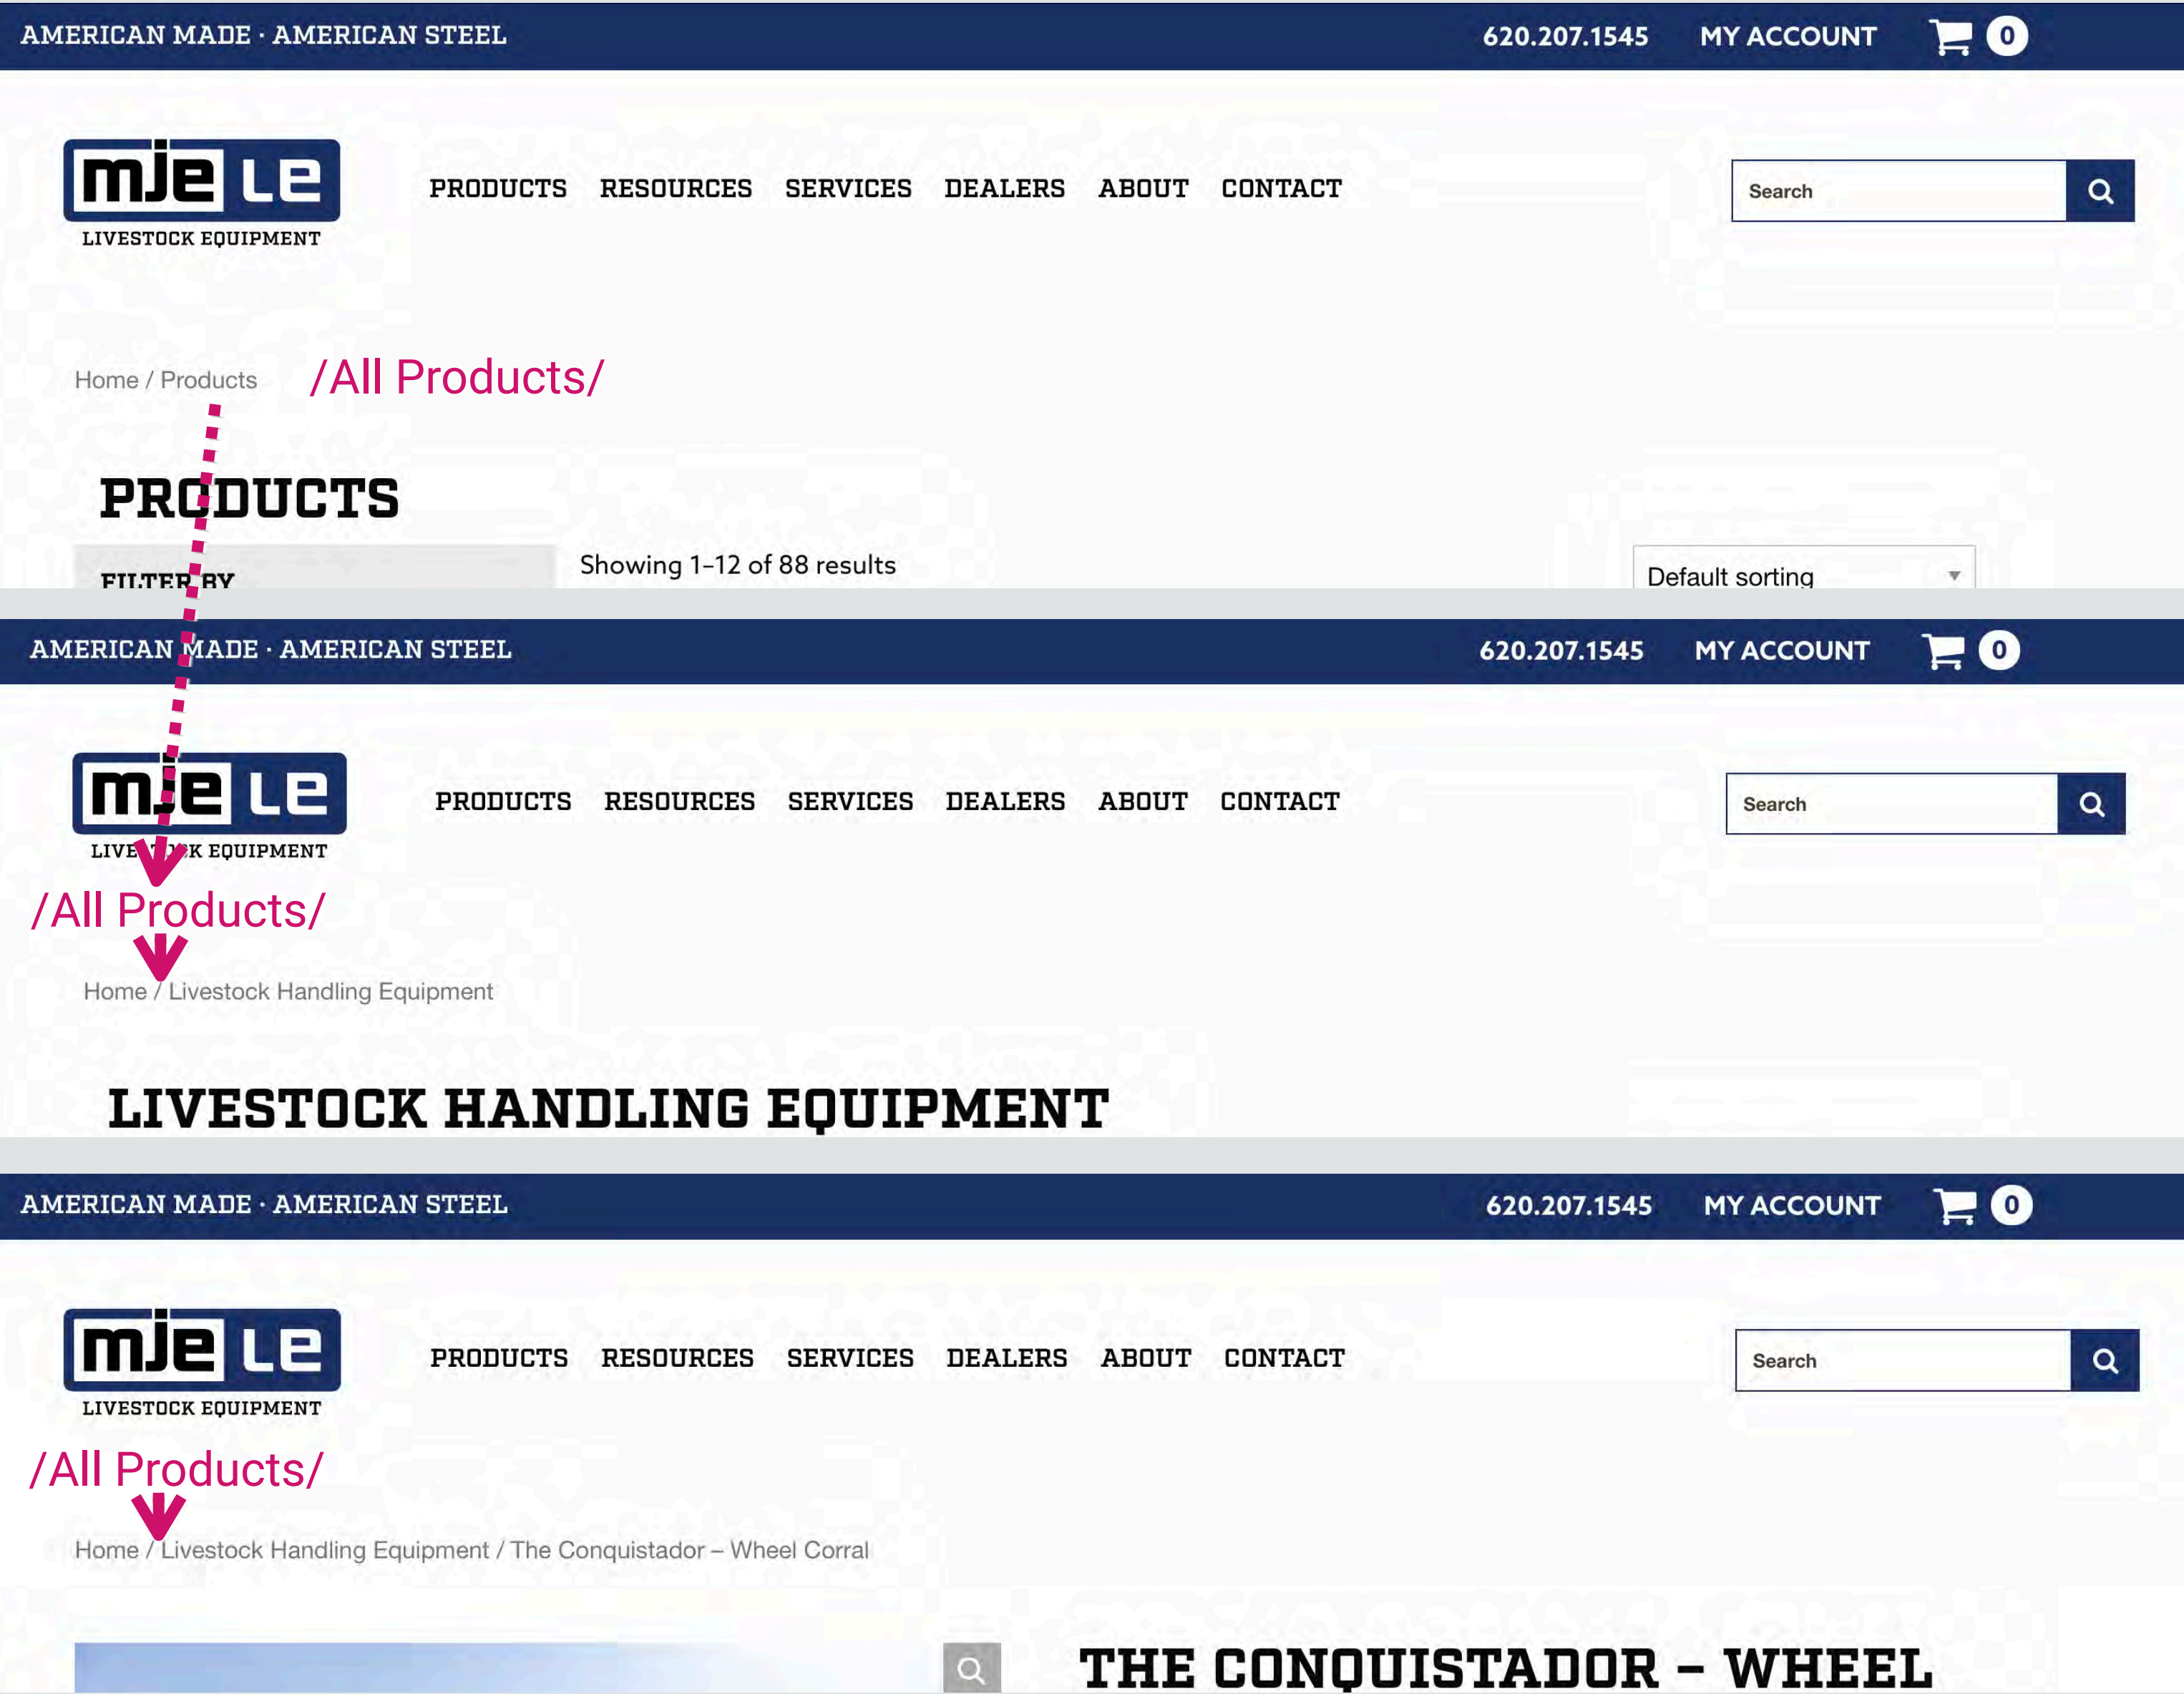 AMERICAN MADE · AMERICAN STEEL 620.207.1545 MY ACCOUNT 0
mje LE
LIVESTOCK EQUIPMENT
PRODUCTS RESOURCES SERVICES DEALERS ABOUT CONTACT
Search
Home / Products /All Products/
PRODUCTS
FILTER BY
Showing 1–12 of 88 results
Default sorting
AMERICAN MADE · AMERICAN STEEL 620.207.1545 MY ACCOUNT 0
mje LE
LIVESTOCK EQUIPMENT
PRODUCTS RESOURCES SERVICES DEALERS ABOUT CONTACT
Search
/All Products/
Home / Livestock Handling Equipment
LIVESTOCK HANDLING EQUIPMENT
AMERICAN MADE · AMERICAN STEEL 620.207.1545 MY ACCOUNT 0
mje LE
LIVESTOCK EQUIPMENT
PRODUCTS RESOURCES SERVICES DEALERS ABOUT CONTACT
Search
/All Products/
Home / Livestock Handling Equipment / The Conquistador – Wheel Corral
THE CONQUISTADOR – WHEEL